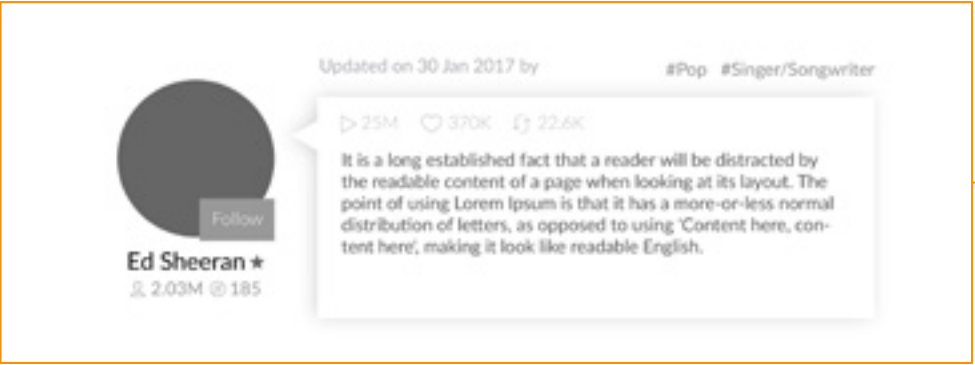 Updated on 30 Jan 2017 by
#Pop #Singer/Songwriter
25M 370K 22.6K
It is a long established fact that a reader will be distracted by
the readable content of a page when looking at its layout. The
point of using Lorem Ipsum is that it has a more-or-less normal
distribution of letters, as opposed to using 'Content here, con-
tent here', making it look like readable English.
Follow
Ed Sheeran
2.03M 185